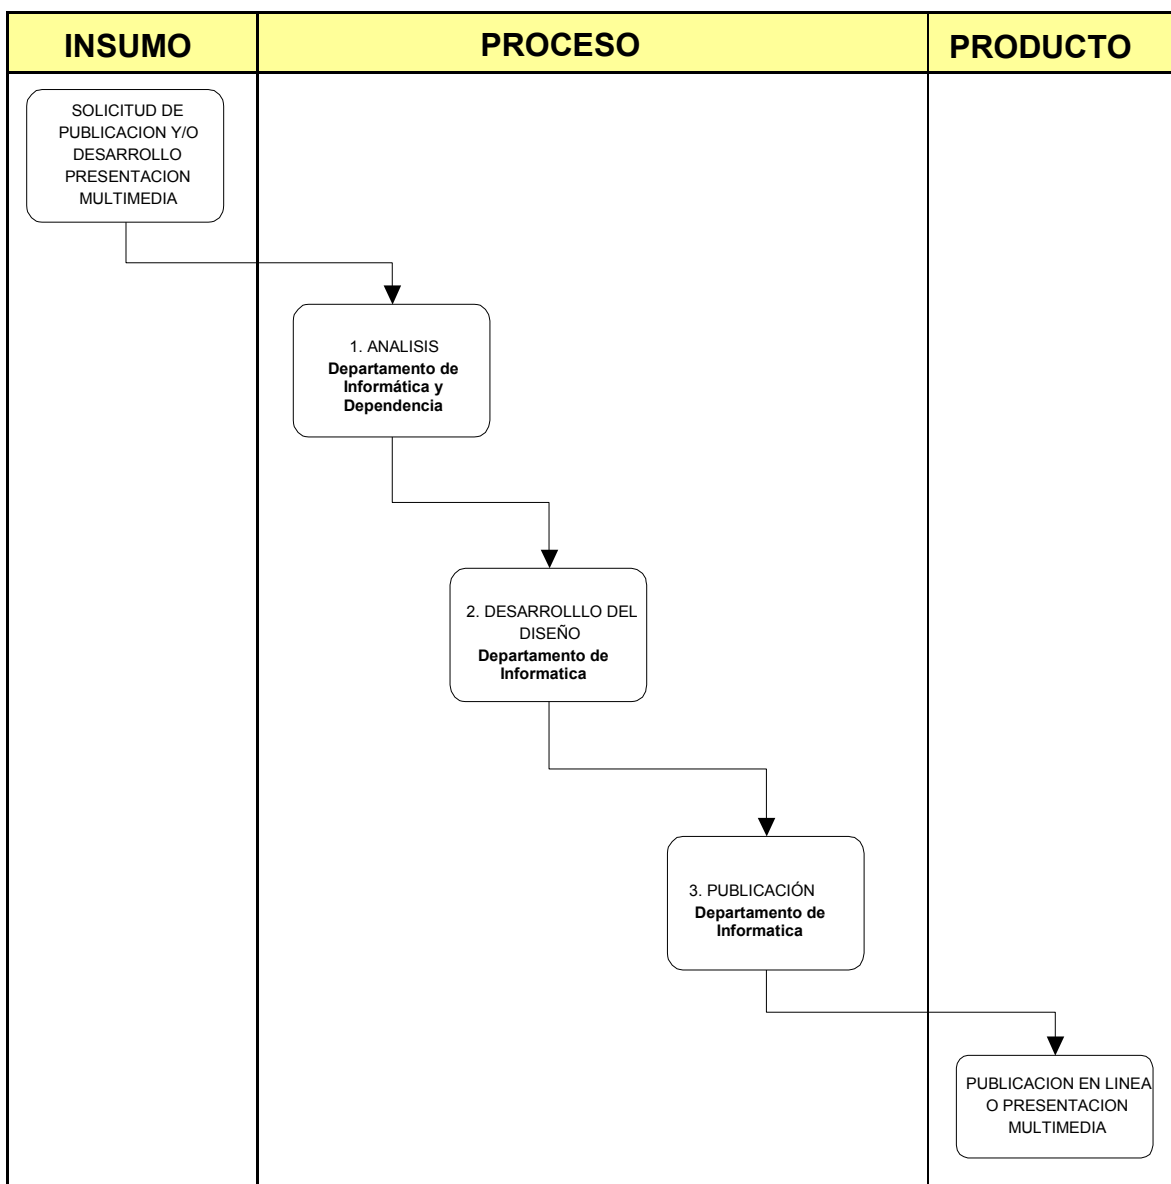 INSUMO
PROCESO
PRODUCTO
SOLICITUD DE
PUBLICACION Y/O
DESARROLLO
PRESENTACION
MULTIMEDIA
1. ANALISIS
Departamento de
Informática y
Dependencia
2. DESARROLLLO DEL
DISEÑO
Departamento de
Informatica
3. PUBLICACIÓN
Departamento de
Informatica
PUBLICACION EN LINEA
O PRESENTACION
MULTIMEDIA